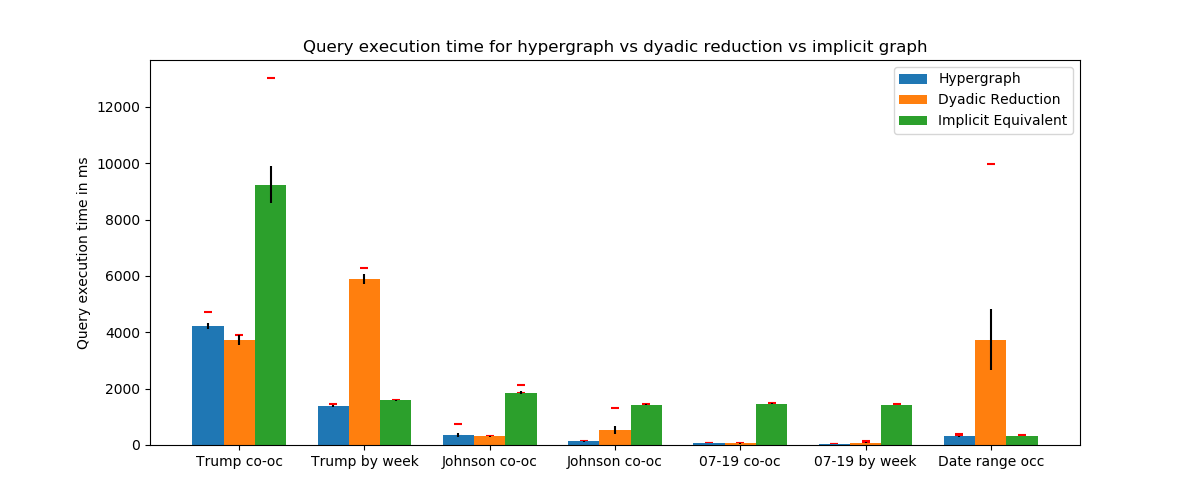 Query execution time for hypergraph vs dyadic reduction vs implicit graph
Hypergraph
Dyadic Reduction
Implicit Equivalent
Query execution time in ms
12000
10000
8000
6000
4000
2000
0
Trump co-oc
Trump by week
Johnson co-oc
Johnson co-oc
07-19 co-oc
07-19 by week
Date range occ